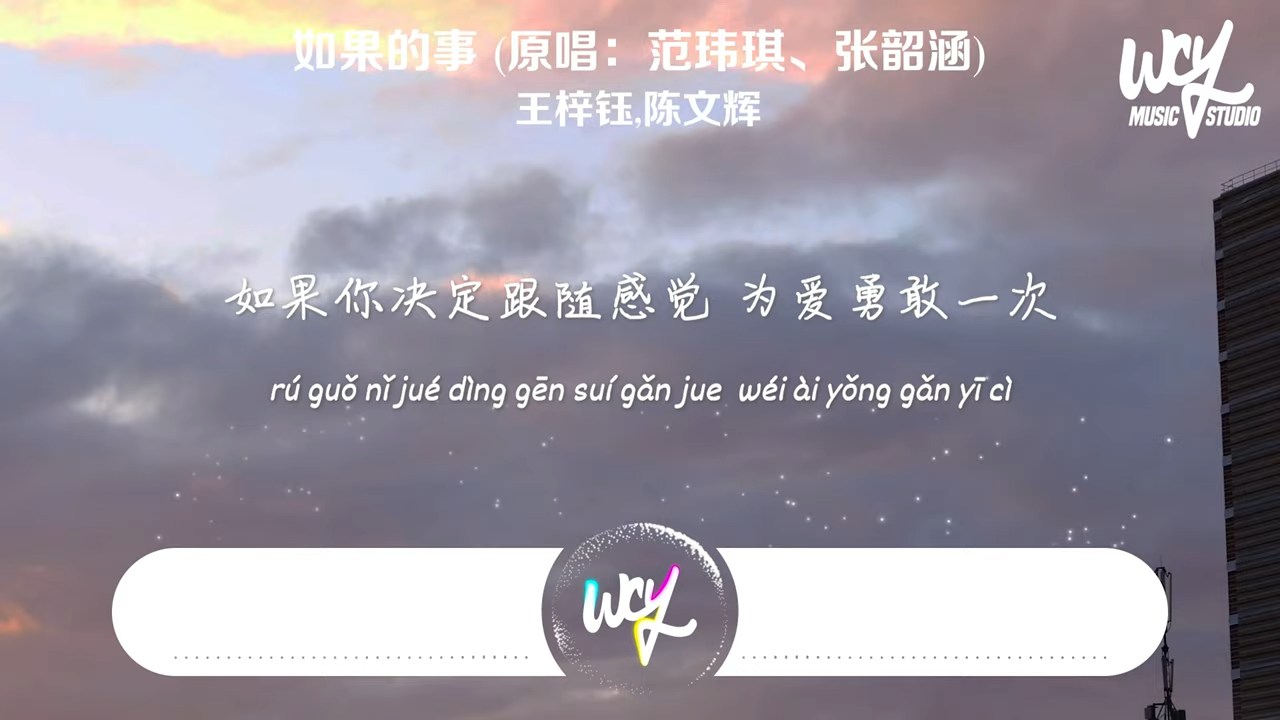 如果的事 (原唱：范玮琪、张韶涵)
王梓钰,陈文辉
WCY
MUSIC STUDIO
如果你决定跟随感觉 为爱勇敢一次
rú guǒ nǐ jué dìng gēn suí gǎn jue wéi ài yǒng gǎn yī cì
WCY